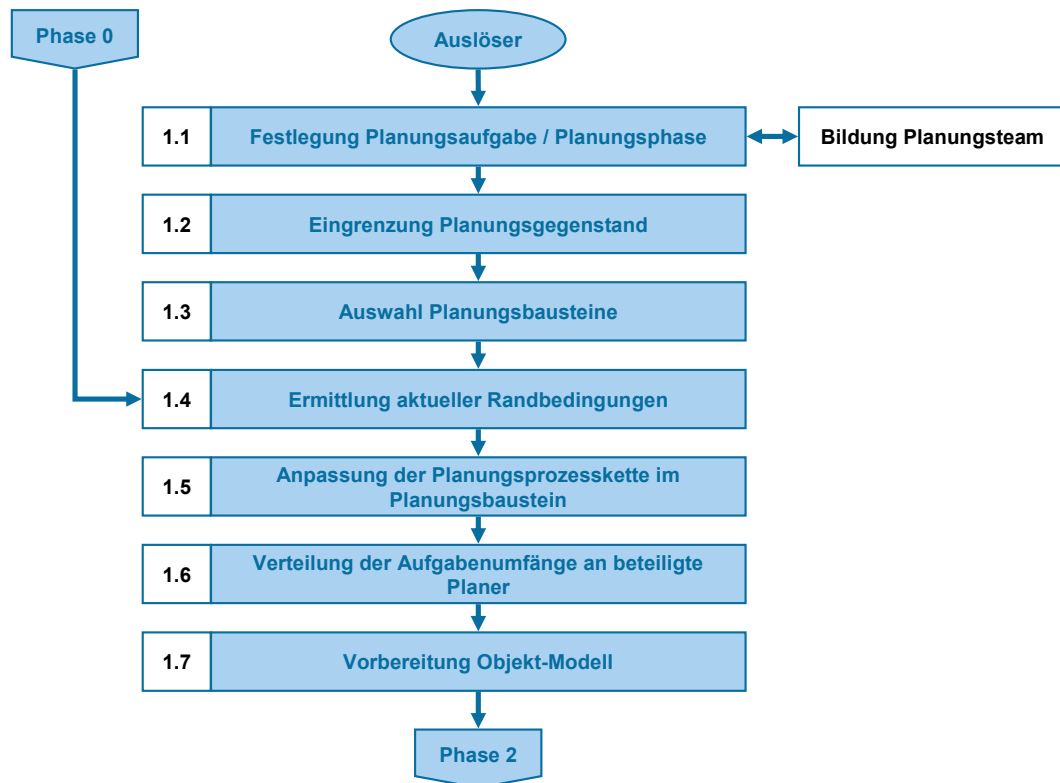 Phase 0
Auslöser
1.1
Festlegung Planungsaufgabe / Planungsphase
Bildung Planungsteam
1.2
Eingrenzung Planungsgegenstand
1.3
Auswahl Planungsbausteine
1.4
Ermittlung aktueller Randbedingungen
1.5
Anpassung der Planungsprozesskette im
Planungsbaustein
1.6
Verteilung der Aufgabenumfänge an beteiligte
Planer
1.7
Vorbereitung Objekt-Modell
Phase 2